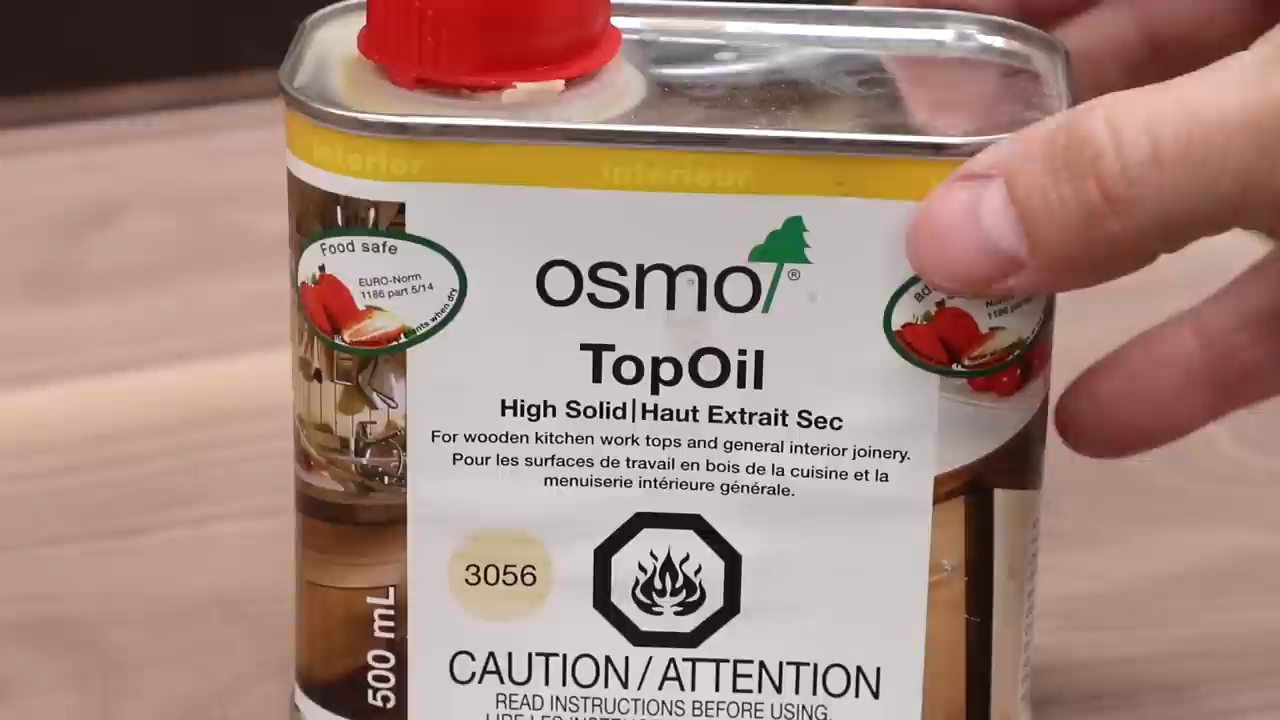 Interior
Intérieur
Food safe
EURO-Norm
1186 part 5/14
when dry
osmo®
TopOil
High Solid|Haut Extrait Sec
For wooden kitchen work tops and general interior joinery.
Pour les surfaces de travail en bois de la cuisine et la
menuiserie intérieure générale.
3056
500 mL
CAUTION/ATTENTION
READ INSTRUCTIONS BEFORE USING.